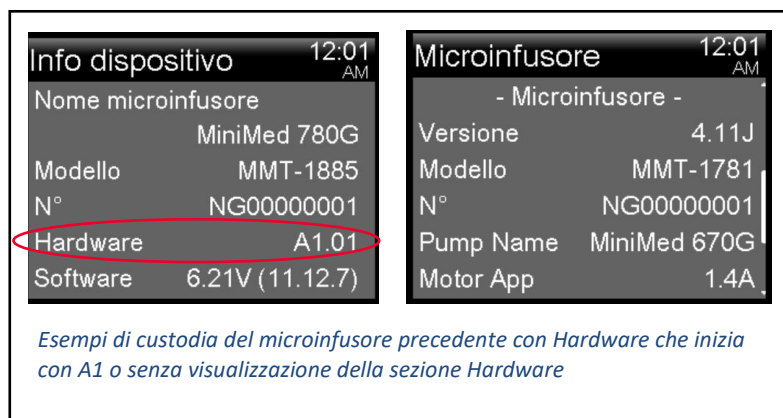 Info dispositivo 12:01
AM
Nome microinfusore
MiniMed 780G
Modello MMT-1885
N° NG00000001
Hardware A1.01
Software 6.21V (11.12.7)
Microinfusore 12:01
AM
- Microinfusore -
Versione 4.11J
Modello MMT-1781
N° NG00000001
Pump Name MiniMed 670G
Motor App 1.4A
Esempi di custodia del microinfusore precedente con Hardware che inizia
con A1 o senza visualizzazione della sezione Hardware